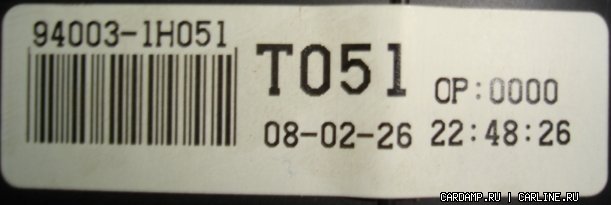 94003-1H051
T051 OP:0000
08-02-26 22:48:26
CARDAMP.RU | CARLINE.RU